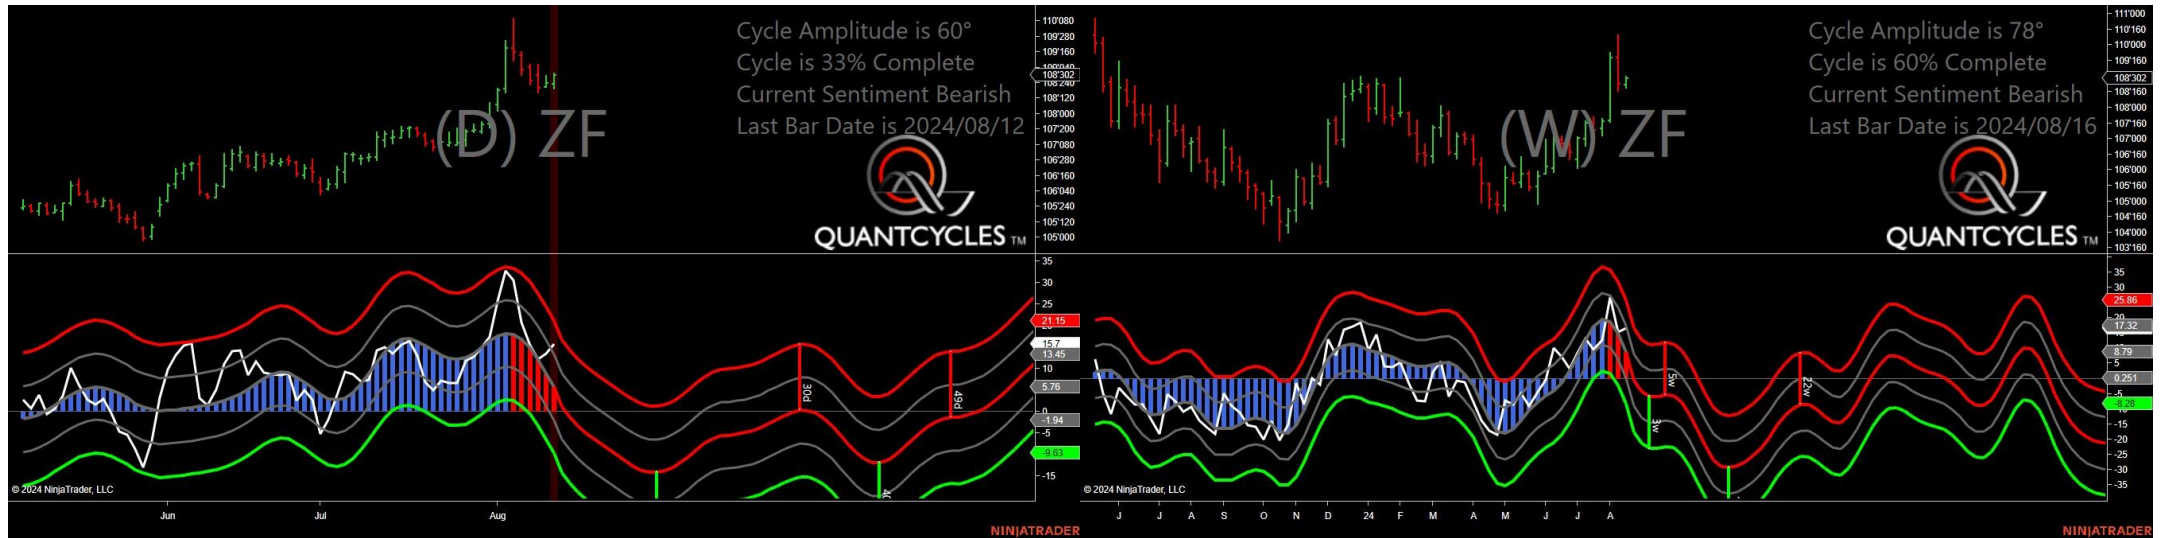 Cycle Amplitude is 60°
Cycle is 33% Complete
Current Sentiment Bearish
Last Bar Date is 2024/08/12
(D) ZF
QUANTCYCLES TM
110'080
109'280
109'160
109'040
108'302
108'240
108'120
108'000
107'200
107'080
106'280
106'160
106'040
105'240
105'120
105'000
35
30
25
21.15
15.7
13.45
10
5.76
0
-1.94
-5
-9.63
-15
30d
49d
© 2024 NinjaTrader, LLC
Jun
Jul
Aug
NINJATRADER
Cycle Amplitude is 78°
Cycle is 60% Complete
Current Sentiment Bearish
Last Bar Date is 2024/08/16
(W) ZF
QUANTCYCLES TM
111'000
110'160
110'000
109'160
108'302
108'160
108'000
107'160
107'000
106'160
106'000
105'160
105'000
104'160
104'000
103'160
35
30
25.86
20
17.32
8.79
5
0.251
-5
-8.28
-15
-20
-25
-30
-35
5w
3w
22w
© 2024 NinjaTrader, LLC
J
J
A
S
O
N
D
24
F
M
A
M
J
J
A
NINJATRADER